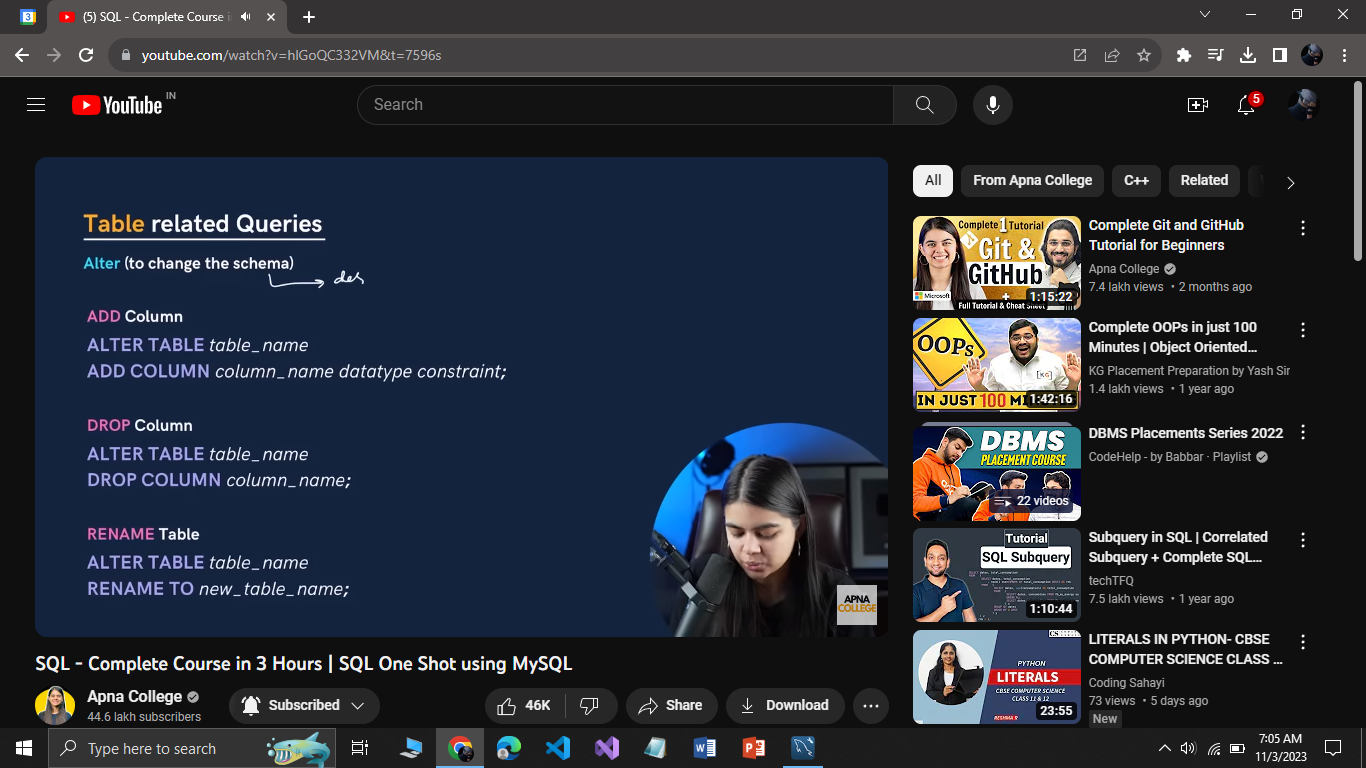 (5) SQL - Complete Course i
youtube.com/watch?v=hlGoQC332VM&t=7596s
YouTube IN
Search
5
Table related Queries
Alter (to change the schema)
des
ADD Column
ALTER TABLE table_name
ADD COLUMN column_name datatype constraint;
DROP Column
ALTER TABLE table_name
DROP COLUMN column_name;
RENAME Table
ALTER TABLE table_name
RENAME TO new_table_name;
APNA
COLLEGE
SQL - Complete Course in 3 Hours | SQL One Shot using MySQL
Apna College
44.6 lakh subscribers
Subscribed
46K
Share
Download
All
From Apna College
C++
Related
Complete 1 Tutorial
Git &
GitHub
Microsoft
Full Tutorial & Cheat Sheet
1:15:22
Complete Git and GitHub
Tutorial for Beginners
Apna College
7.4 lakh views • 2 months ago
OOPs
KG
IN JUST 100
1:42:16
Complete OOPs in just 100
Minutes | Object Oriented...
KG Placement Preparation by Yash Sir
1.4 lakh views • 1 year ago
DBMS
PLACEMENT COURSE
22 videos
DBMS Placements Series 2022
CodeHelp - by Babbar · Playlist
Tutorial
SQL Subquery
1:10:44
Subquery in SQL | Correlated
Subquery + Complete SQL...
techTFQ
7.5 lakh views • 1 year ago
PYTHON
LITERALS
CBSE COMPUTER SCIENCE
CLASS 11 & 12
RESHMA R
23:55
LITERALS IN PYTHON- CBSE
COMPUTER SCIENCE CLASS ...
Coding Sahayi
73 views • 5 days ago
New
Type here to search
7:05 AM
11/3/2023